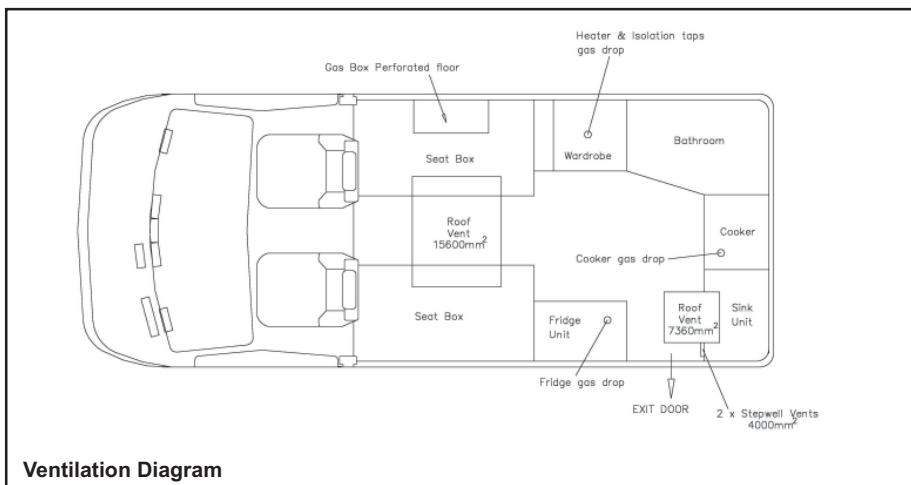 Heater & Isolation taps
gas drop
Gas Box Perforated floor
Seat Box
Wardrobe
Bathroom
Roof
Vent
15600mm²
Cooker
Cooker gas drop
Seat Box
Fridge
Unit
Roof
Vent
7360mm²
Sink
Unit
Fridge gas drop
EXIT DOOR
2 x Stepwell Vents
4000mm²
Ventilation Diagram